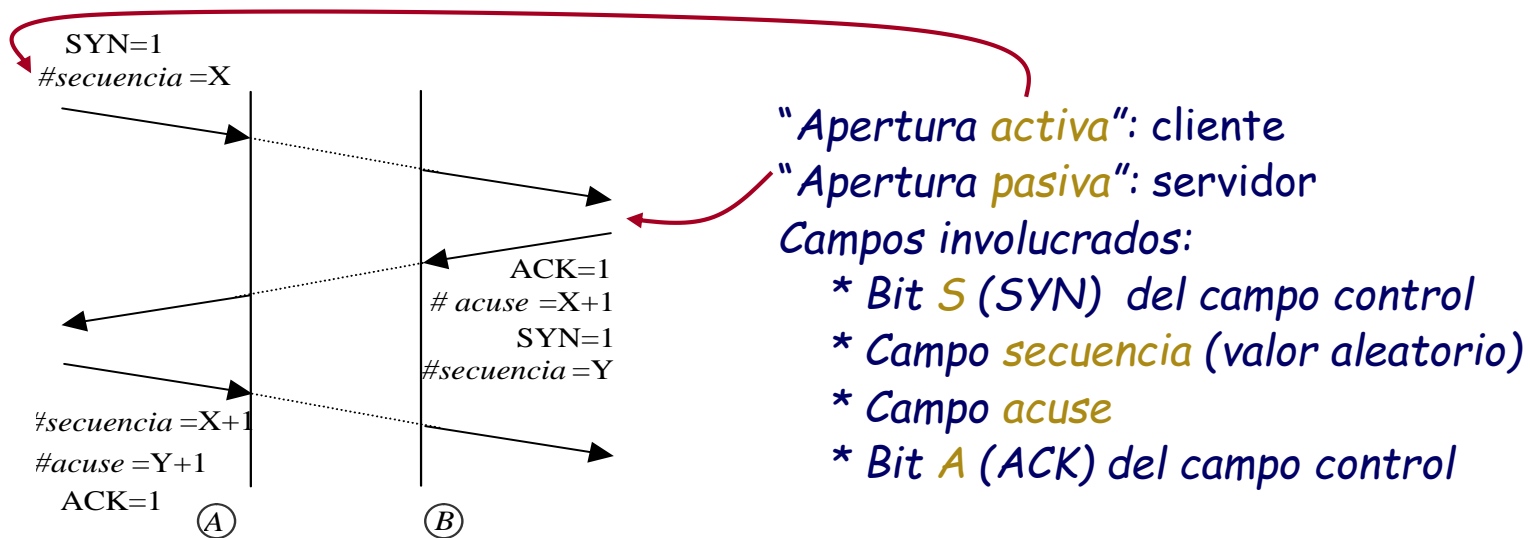 SYN=1
#secuencia =X
ACK=1
# acuse =X+1
SYN=1
#secuencia =Y
#secuencia =X+1
#acuse =Y+1
ACK=1
A
B
“Apertura activa”: cliente
“Apertura pasiva”: servidor
Campos involucrados:
* Bit S (SYN) del campo control
* Campo secuencia (valor aleatorio)
* Campo acuse
* Bit A (ACK) del campo control